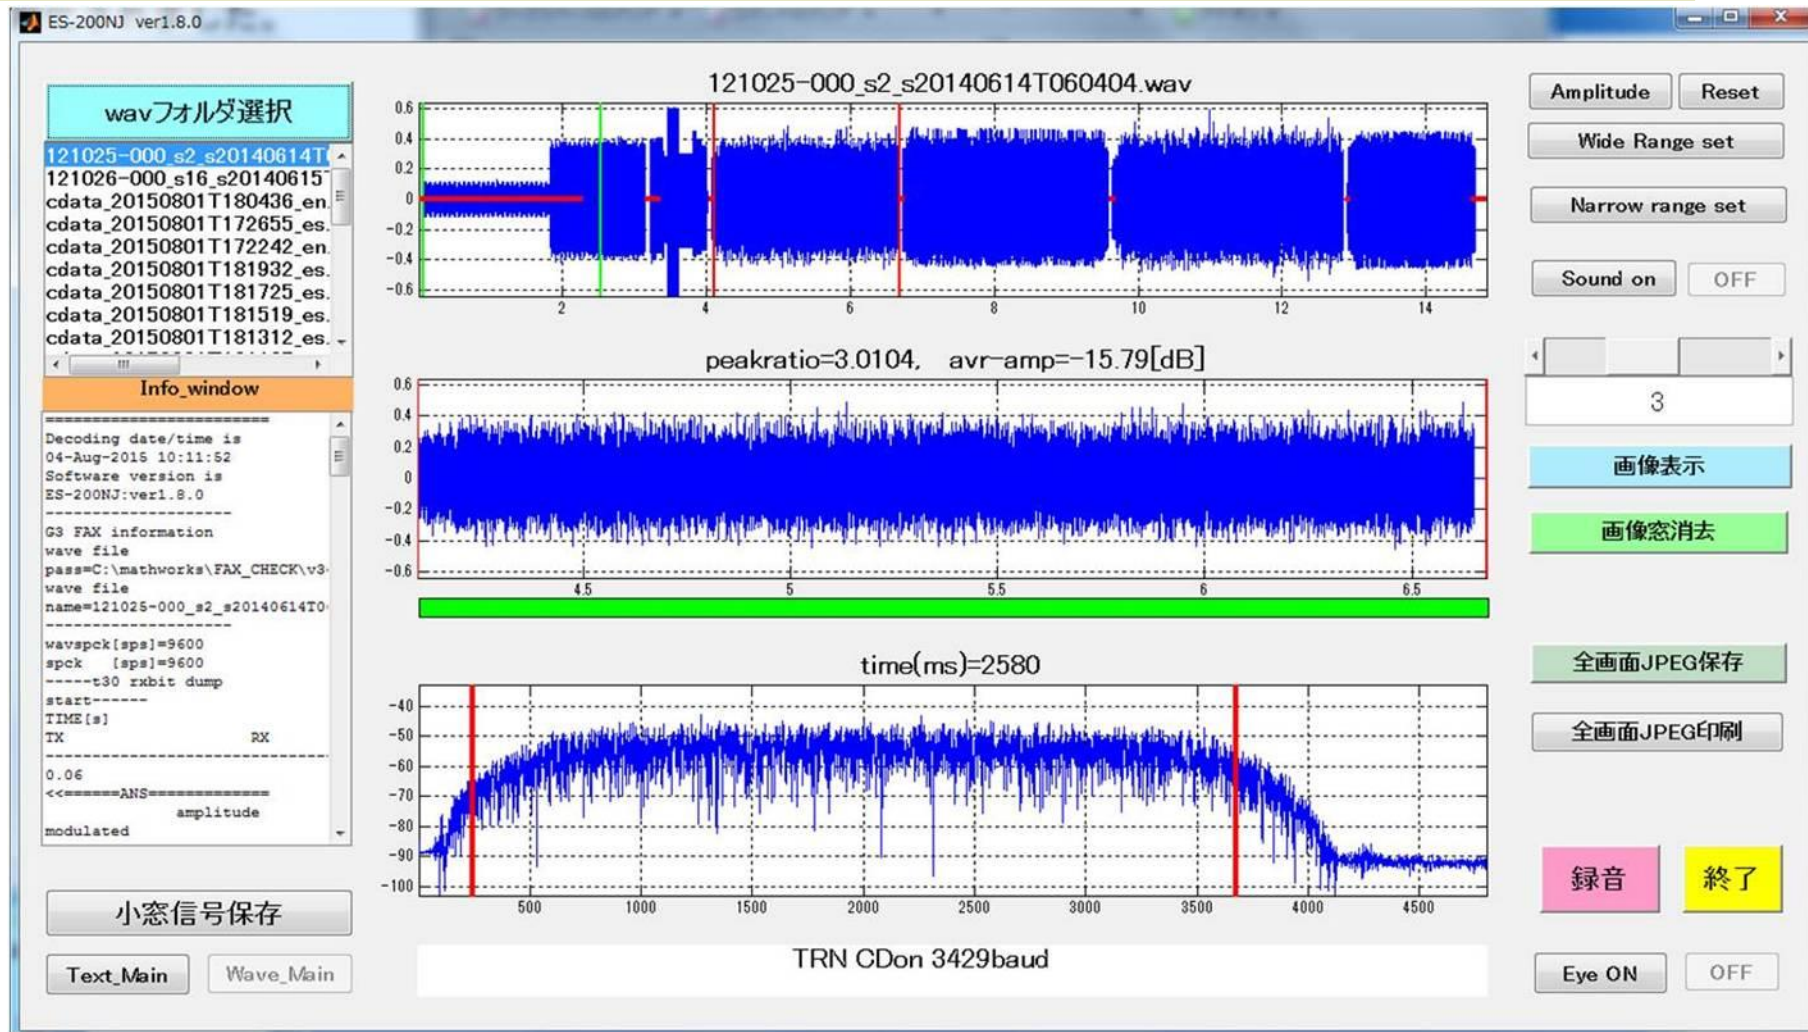 ES-200NJ ver1.8.0
wavフォルダ選択
121025-000_s2_s20140614T
121026-000_s16_s20140615
cdata_20150801T180436_en.
cdata_20150801T172655_es.
cdata_20150801T172242_en.
cdata_20150801T181932_es.
cdata_20150801T181725_es.
cdata_20150801T181519_es.
cdata_20150801T181312_es.
Info_window
=========================
Decoding date/time is
04-Aug-2015 10:11:52
Software version is
ES-200NJ:ver1.8.0
--------------------
G3 FAX information
wave file
pass=C:\mathworks\FAX_CHECK\v3-
wave file
name=121025-000_s2_s20140614T0
--------------------
wavspck[sps]=9600
spck [sps]=9600
-----t30 rxbit dump
start------
TIME[s]
TX RX
------------------------------
0.06
<<======ANS=============
amplitude
modulated
小窓信号保存
Text_Main
Wave_Main
121025-000_s2_s20140614T060404.wav
0.6
0.4
0.2
0
-0.2
-0.4
-0.6
2 4 6 8 10 12 14
peakratio=3.0104, avr-amp=-15.79[dB]
0.6
0.4
0.2
0
-0.2
-0.4
-0.6
4.5 5 5.5 6 6.5
time(ms)=2580
-40
-50
-60
-70
-80
-90
-100
500 1000 1500 2000 2500 3000 3500 4000 4500
TRN CDon 3429baud
Amplitude
Reset
Wide Range set
Narrow range set
Sound on
OFF
3
画像表示
画像窓消去
全画面JPEG保存
全画面JPEG印刷
録音
終了
Eye ON
OFF